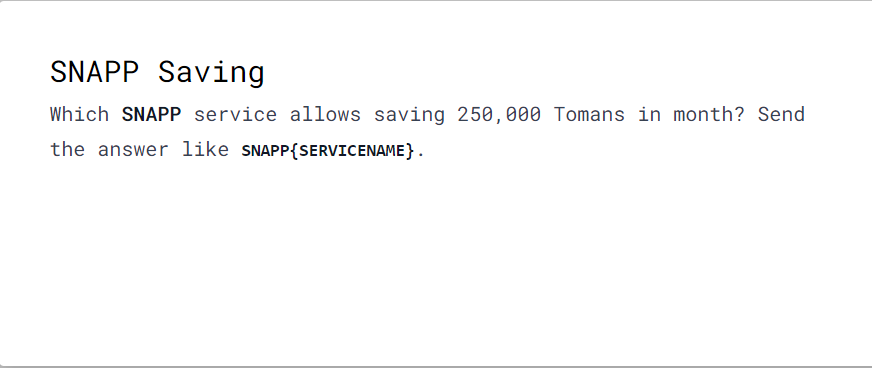 SNAPP Saving
Which SNAPP service allows saving 250,000 Tomans in month? Send
the answer like SNAPP{SERVICENAME}.